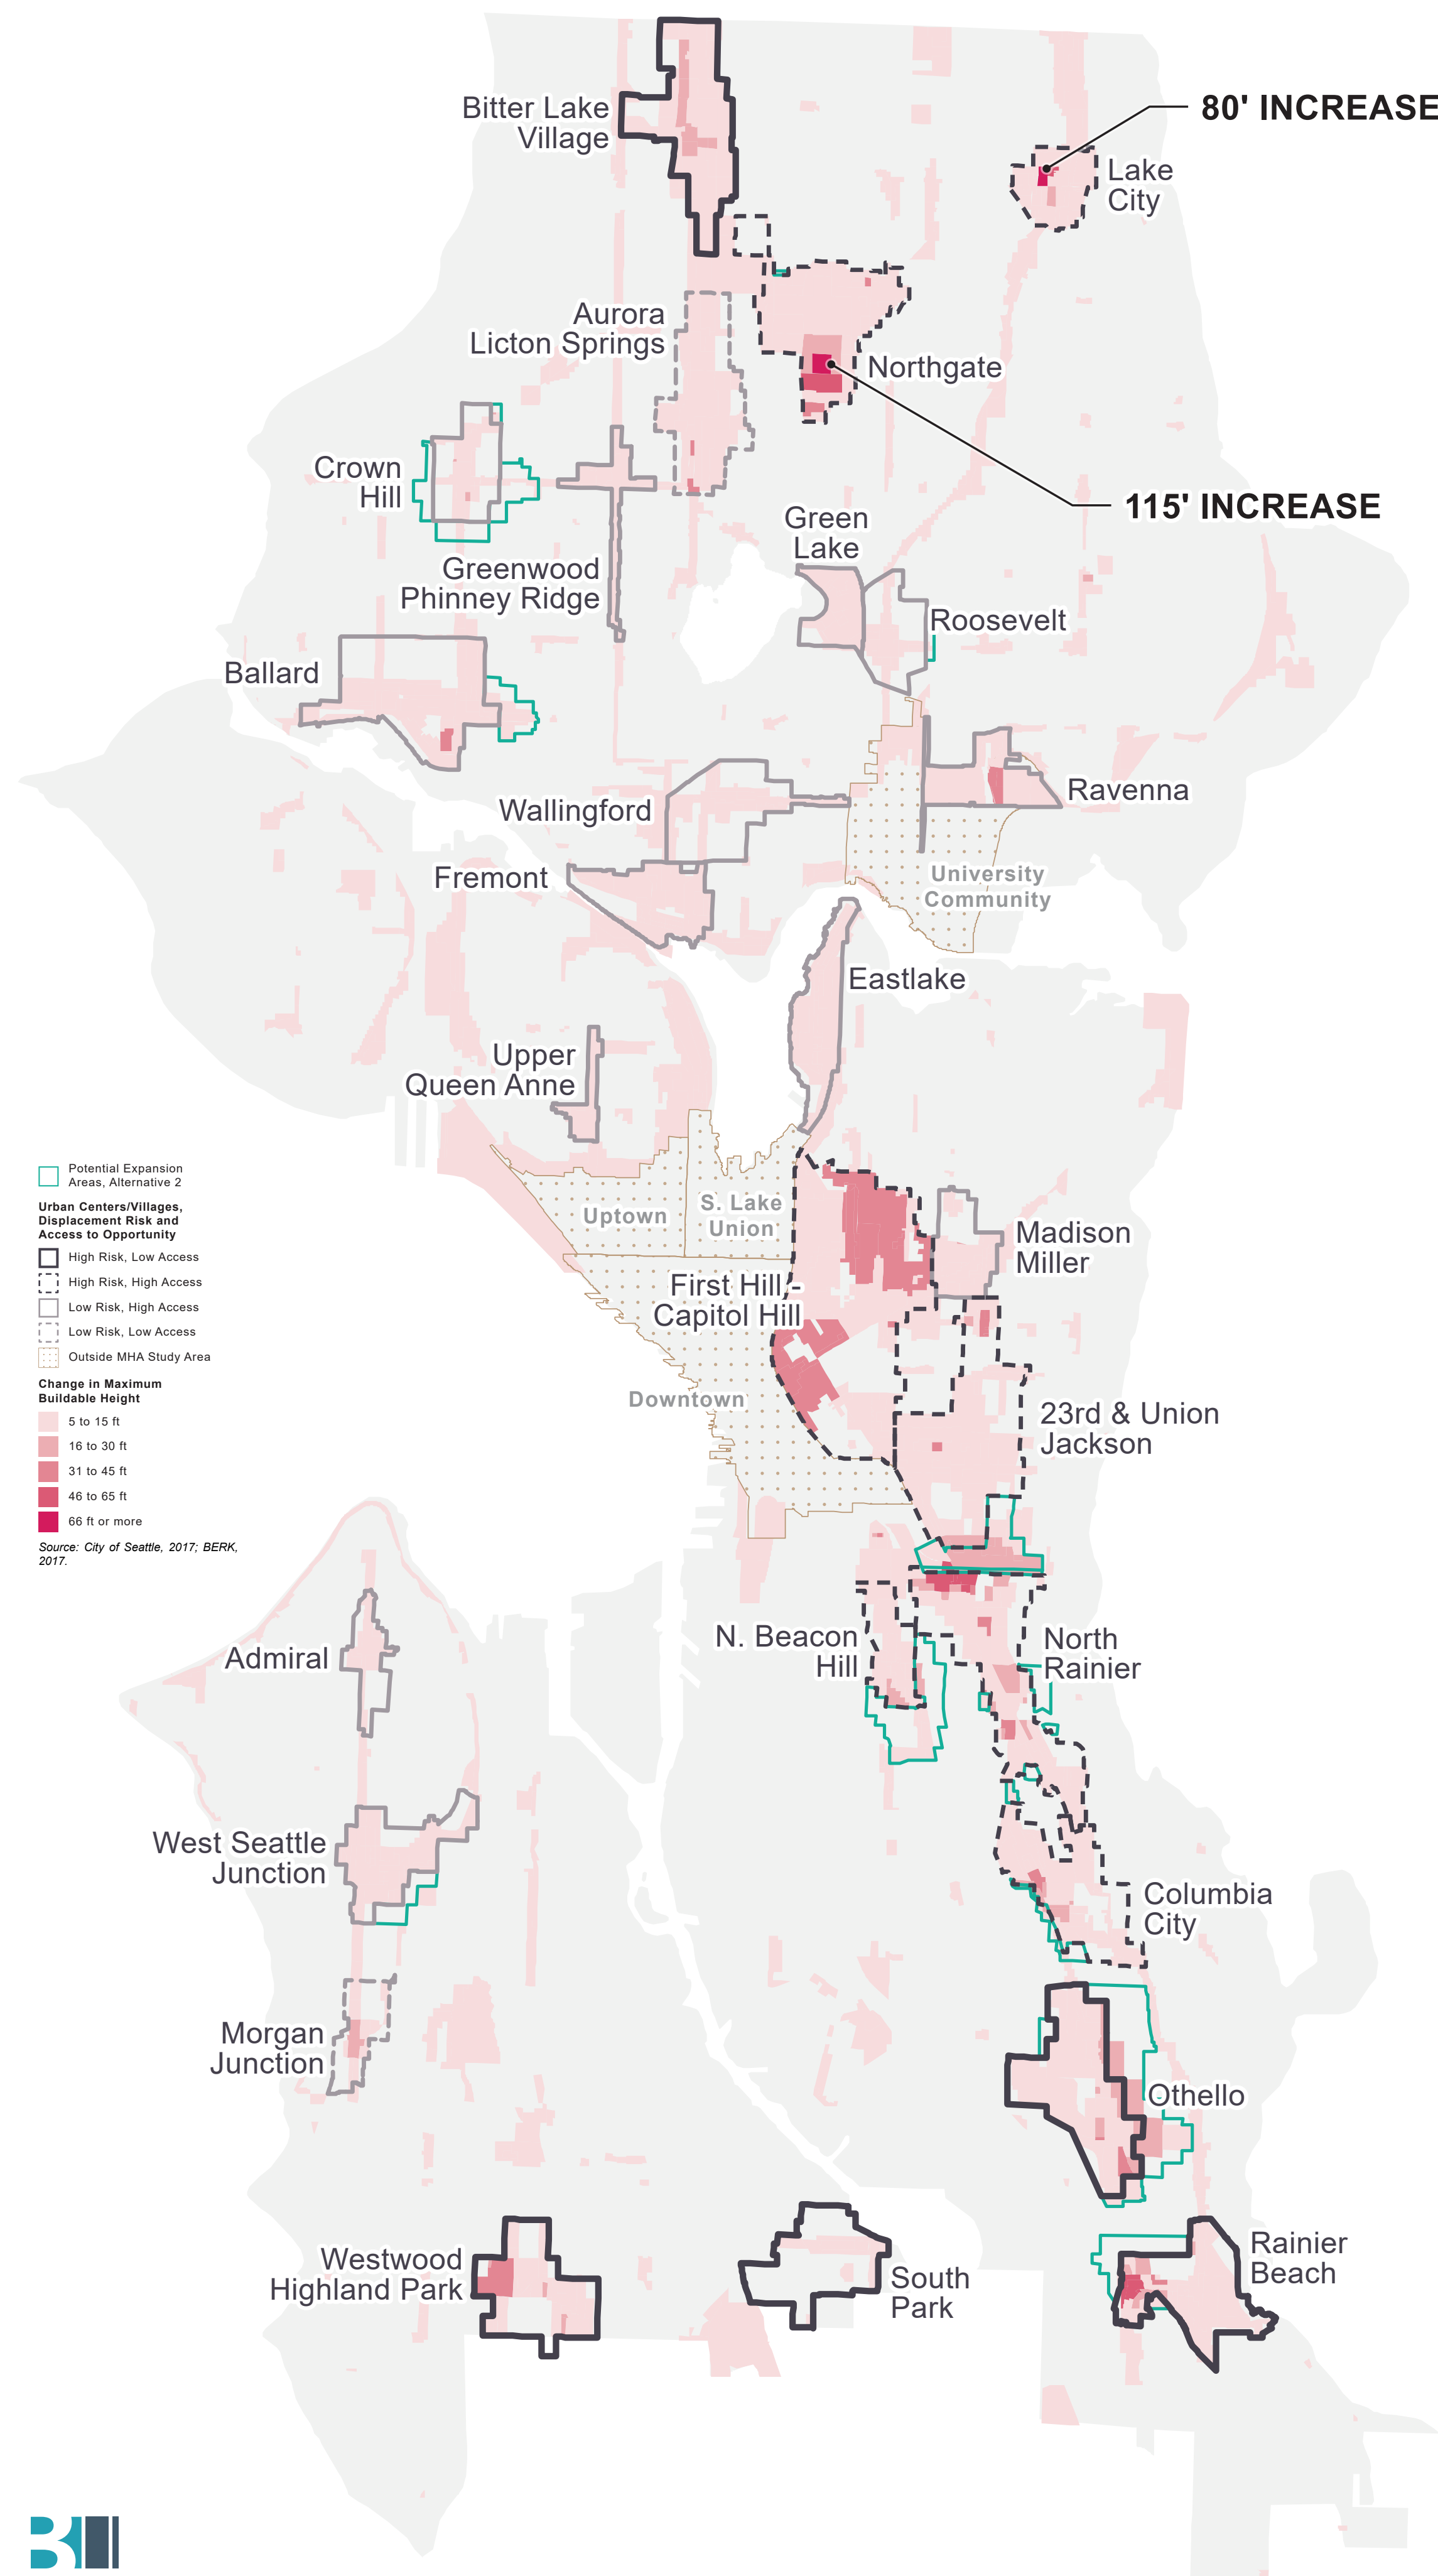 Bitter Lake
Village
80' INCREASE
Lake
City
Aurora
Licton Springs
Northgate
Crown
Hill
115' INCREASE
Green
Lake
Greenwood
Phinney Ridge
Roosevelt
Ballard
Ravenna
Wallingford
Fremont
University
Community
Eastlake
Upper
Queen Anne
Potential Expansion
Areas, Alternative 2
Urban Centers/Villages,
Displacement Risk and
Access to Opportunity
High Risk, Low Access
High Risk, High Access
Low Risk, High Access
Low Risk, Low Access
Outside MHA Study Area
Change in Maximum
Buildable Height
5 to 15 ft
16 to 30 ft
31 to 45 ft
46 to 65 ft
66 ft or more
Source: City of Seattle, 2017; BERK,
2017.
Uptown
S. Lake
Union
Madison
Miller
First Hill -
Capitol Hill
Downtown
23rd & Union
Jackson
N. Beacon
Hill
North
Rainier
Admiral
West Seattle
Junction
Columbia
City
Morgan
Junction
Othello
Westwood
Highland Park
South
Park
Rainier
Beach